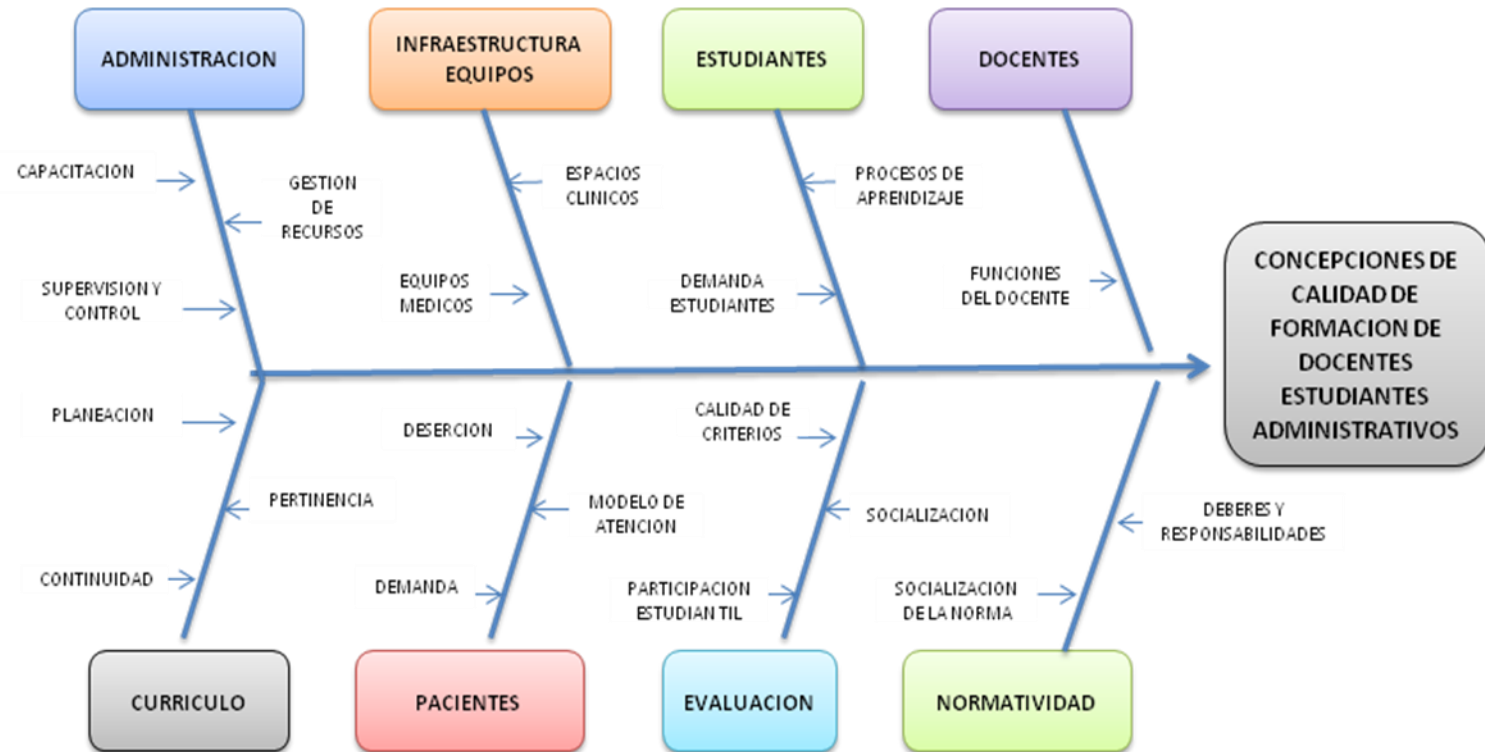 ADMINISTRACION
INFRAESTRUCTURA
EQUIPOS
ESTUDIANTES
DOCENTES
CAPACITACION
GESTION
DE
RECURSOS
SUPERVISION Y
CONTROL
ESPACIOS
CLINICOS
EQUIPOS
MEDICOS
PROCESOS DE
APRENDIZAJE
DEMANDA
ESTUDIANTES
FUNCIONES
DEL DOCENTE
CONCEPCIONES DE
CALIDAD DE
FORMACION DE
DOCENTES
ESTUDIANTES
ADMINISTRATIVOS
PLANEACION
PERTINENCIA
CONTINUIDAD
DESERCION
MODELO DE
ATENCION
DEMANDA
CALIDAD DE
CRITERIOS
SOCIALIZACION
PARTICIPACION
ESTUDIAN TIL
DEBERES Y
RESPONSABILIDADES
SOCIALIZACION
DE LA NORMA
CURRICULO
PACIENTES
EVALUACION
NORMATIVIDAD